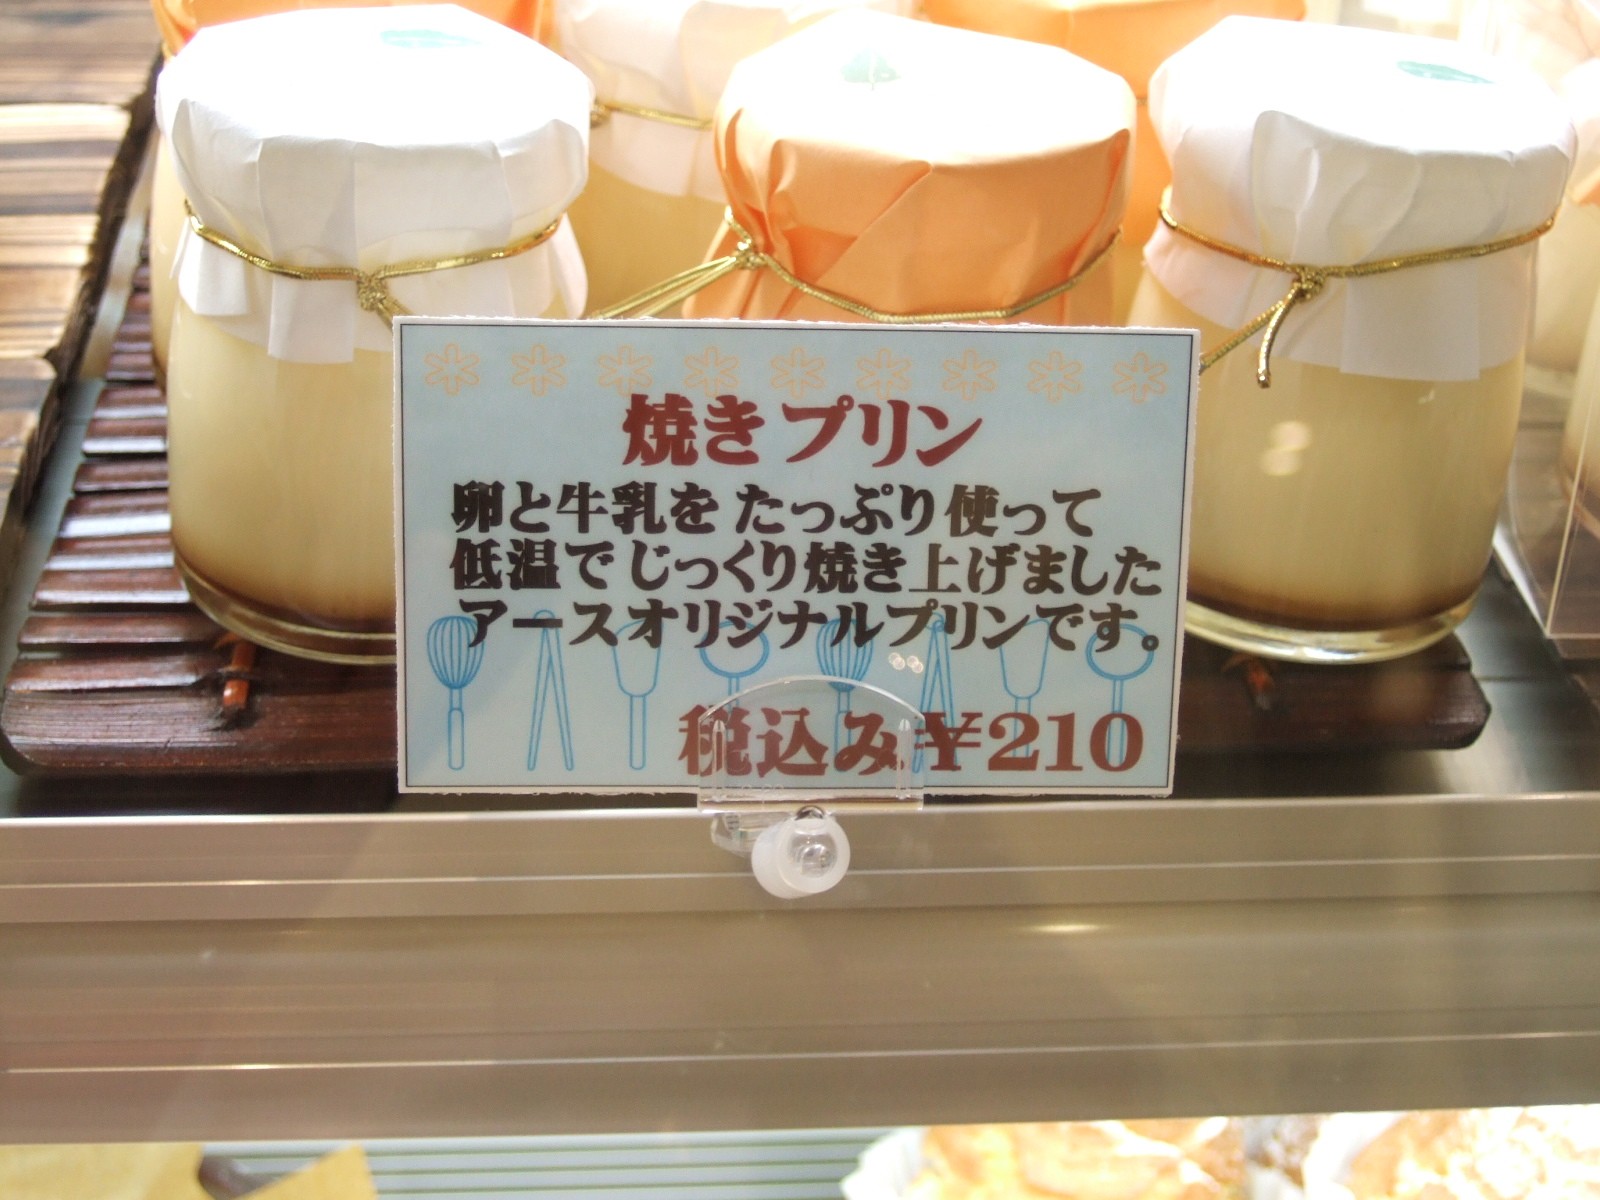 焼きプリン
卵と牛乳をたっぷり使って
低温でじっくり焼き上げました
アースオリジナルプリンです。
税込み¥210